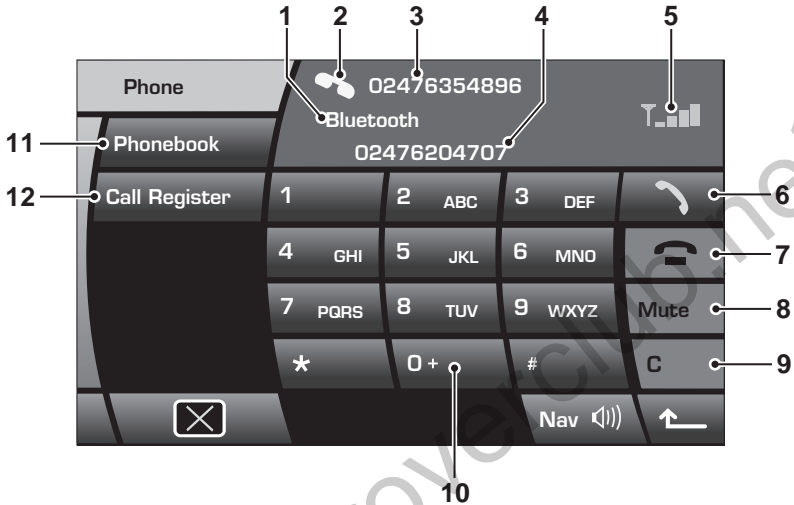 1 2 3 4 5
Phone
02476354896
Bluetooth
02476204707
11 Phonebook
12 Call Register
1 2 ABC 3 DEF 6
4 GHI 5 JKL 6 MNO 7
7 PQRS 8 TUV 9 WXYZ Mute 8
* 0 + # C 9
Nav
10
overclub.ne